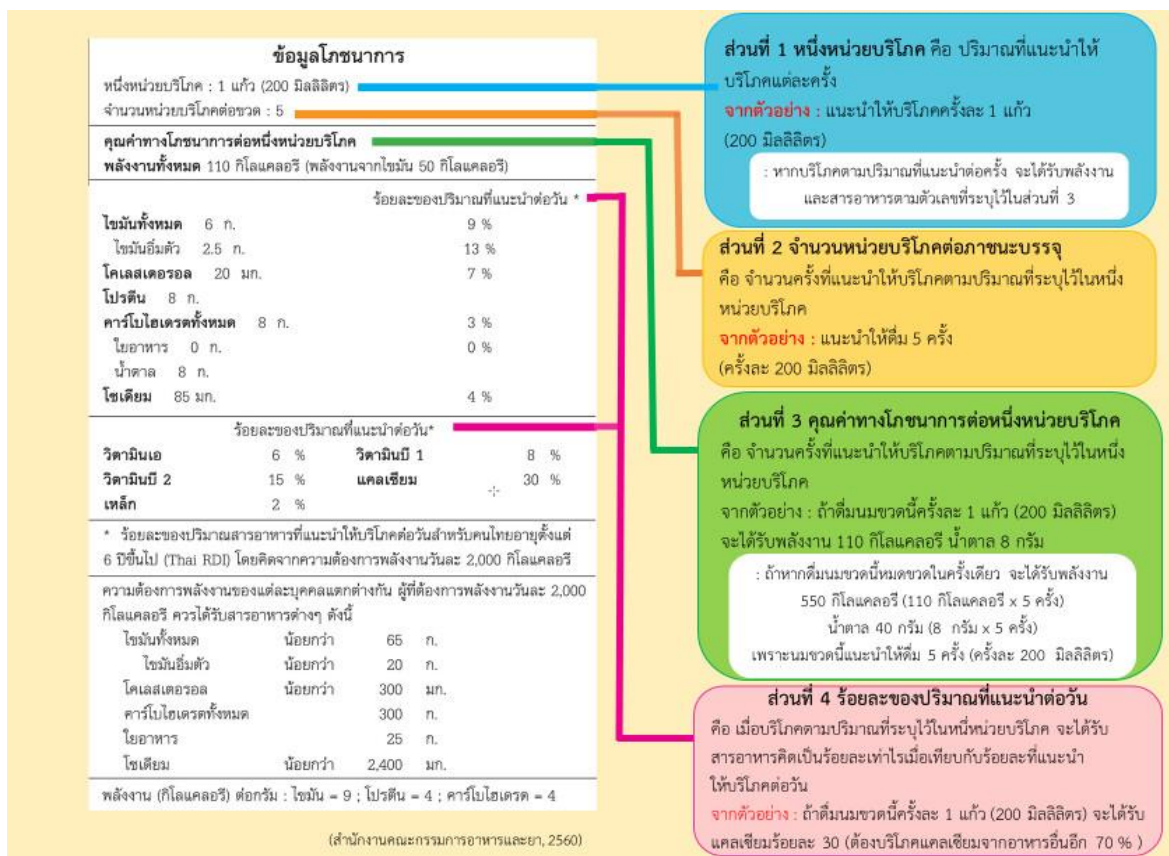 ข้อมูลโภชนาการ
หนึ่งหน่วยบริโภค : 1 แก้ว (200 มิลลิลิตร)
จำนวนหน่วยบริโภคต่อขวด : 5
คุณค่าทางโภชนาการต่อหนึ่งหน่วยบริโภค
พลังงานทั้งหมด 110 กิโลแคลอรี (พลังงานจากไขมัน 50 กิโลแคลอรี)
ร้อยละของปริมาณที่แนะนำต่อวัน *
ไขมันทั้งหมด 6 ก. 9 %
ไขมันอิ่มตัว 2.5 ก. 13 %
โคเลสเตอรอล 20 มก. 7 %
โปรตีน 8 ก.
คาร์โบไฮเดรตทั้งหมด 8 ก. 3 %
ใยอาหาร 0 ก. 0 %
น้ำตาล 8 ก.
โซเดียม 85 มก. 4 %
ร้อยละของปริมาณที่แนะนำต่อวัน*
วิตามินเอ 6 % วิตามินบี 1 8 %
วิตามินบี 2 15 % แคลเซียม 30 %
เหล็ก 2 %
* ร้อยละของปริมาณสารอาหารที่แนะนำให้บริโภคต่อวันสำหรับคนไทยอายุตั้งแต่
6 ปีขึ้นไป (Thai RDI) โดยคิดจากความต้องการพลังงานวันละ 2,000 กิโลแคลอรี
ความต้องการพลังงานของแต่ละบุคคลแตกต่างกัน ผู้ที่ต้องการพลังงานวันละ 2,000
กิโลแคลอรี ควรได้รับสารอาหารต่างๆ ดังนี้
ไขมันทั้งหมด น้อยกว่า 65 ก.
ไขมันอิ่มตัว น้อยกว่า 20 ก.
โคเลสเตอรอล น้อยกว่า 300 มก.
คาร์โบไฮเดรตทั้งหมด 300 ก.
ใยอาหาร 25 ก.
โซเดียม น้อยกว่า 2,400 มก.
พลังงาน (กิโลแคลอรี) ต่อกรัม : ไขมัน = 9 ; โปรตีน = 4 ; คาร์โบไฮเดรต = 4
(สำนักงานคณะกรรมการอาหารและยา, 2560)
ส่วนที่ 1 หนึ่งหน่วยบริโภค คือ ปริมาณที่แนะนำให้
บริโภคแต่ละครั้ง
จากตัวอย่าง : แนะนำให้บริโภคครั้งละ 1 แก้ว
(200 มิลลิลิตร)
: หากบริโภคตามปริมาณที่แนะนำต่อครั้ง จะได้รับพลังงาน
และสารอาหารตามตัวเลขที่ระบุไว้ในส่วนที่ 3
ส่วนที่ 2 จำนวนหน่วยบริโภคต่อภาชนะบรรจุ
คือ จำนวนครั้งที่แนะนำให้บริโภคตามปริมาณที่ระบุไว้ในหนึ่ง
หน่วยบริโภค
จากตัวอย่าง : แนะนำให้ดื่ม 5 ครั้ง
(ครั้งละ 200 มิลลิลิตร)
ส่วนที่ 3 คุณค่าทางโภชนาการต่อหนึ่งหน่วยบริโภค
คือ จำนวนครั้งที่แนะนำให้บริโภคตามปริมาณที่ระบุไว้ในหนึ่ง
หน่วยบริโภค
จากตัวอย่าง : ถ้าดื่มนมขวดนี้ครั้งละ 1 แก้ว (200 มิลลิลิตร)
จะได้รับพลังงาน 110 กิโลแคลอรี น้ำตาล 8 กรัม
: ถ้าหากดื่มนมขวดนี้หมดขวดในครั้งเดียว จะได้รับพลังงาน
550 กิโลแคลอรี (110 กิโลแคลอรี x 5 ครั้ง)
น้ำตาล 40 กรัม (8 กรัม x 5 ครั้ง)
เพราะนมขวดนี้แนะนำให้ดื่ม 5 ครั้ง (ครั้งละ 200 มิลลิลิตร)
ส่วนที่ 4 ร้อยละของปริมาณที่แนะนำต่อวัน
คือ เมื่อบริโภคตามปริมาณที่ระบุไว้ในหนี่หน่วยบริโภค จะได้รับ
สารอาหารคิดเป็นร้อยละเท่าไรเมื่อเทียบกับร้อยละที่แนะนำ
ให้บริโภคต่อวัน
จากตัวอย่าง : ถ้าดื่มนมขวดนี้ครั้งละ 1 แก้ว (200 มิลลิลิตร) จะได้รับ
แคลเซียมร้อยละ 30 (ต้องบริโภคแคลเซียมจากอาหารอื่นอีก 70 % )